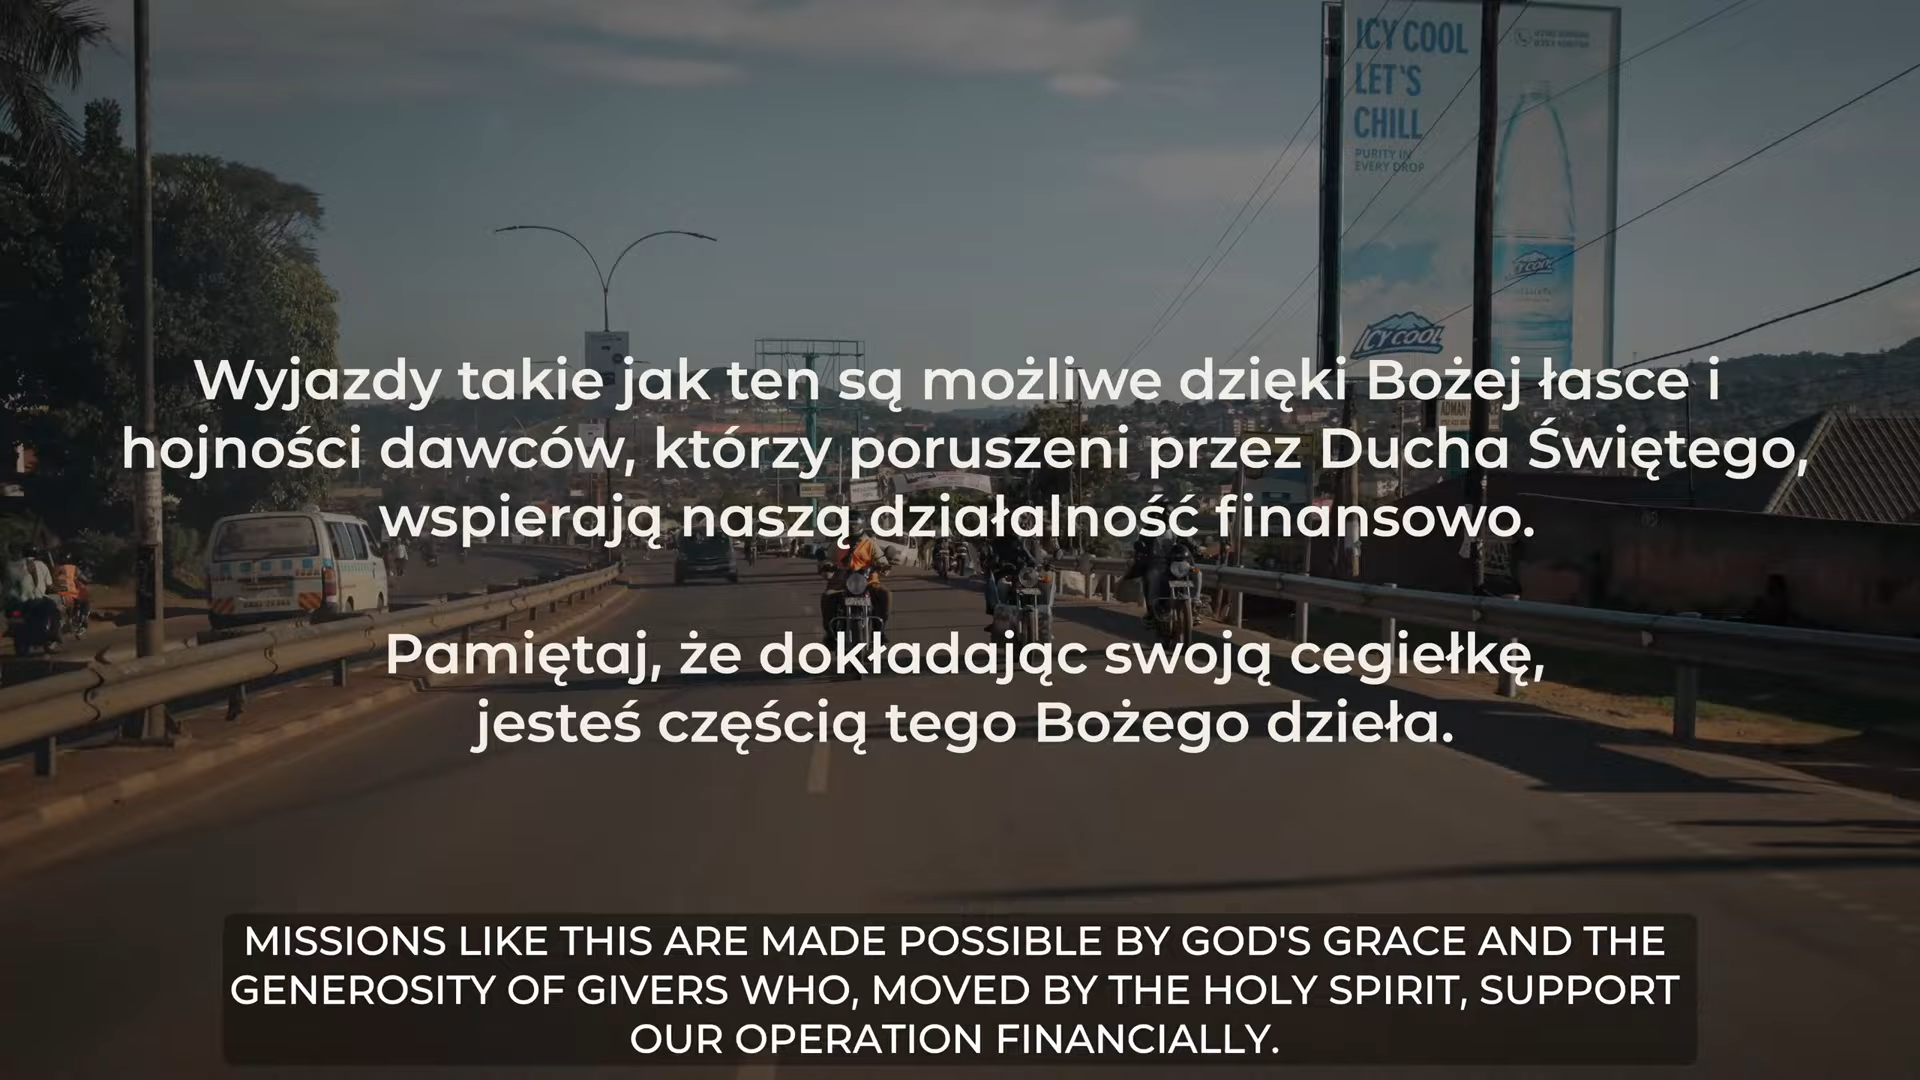 ICY COOL
LET'S
CHILL
PURITY IN
EVERY DROP
ICY COOL
ICY COOL
Wyjazdy takie jak ten są możliwe dzięki Bożej łasce i
hojności dawców, którzy poruszeni przez Ducha Świętego,
wspierają naszą działalność finansowo.
Pamiętaj, że dokładając swoją cegiełkę,
jesteś częścią tego Bożego dzieła.
MISSIONS LIKE THIS ARE MADE POSSIBLE BY GOD'S GRACE AND THE
GENEROSITY OF GIVERS WHO, MOVED BY THE HOLY SPIRIT, SUPPORT
OUR OPERATION FINANCIALLY.